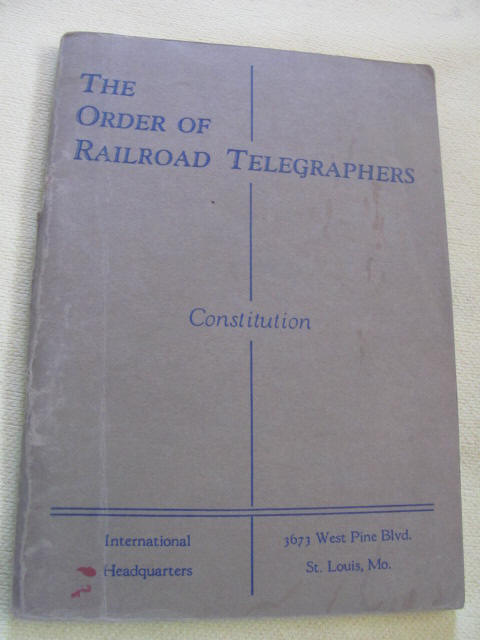 The
Order of
Railroad Telegraphers
Constitution
International
Headquarters
3673 West Pine Blvd.
St. Louis, Mo.